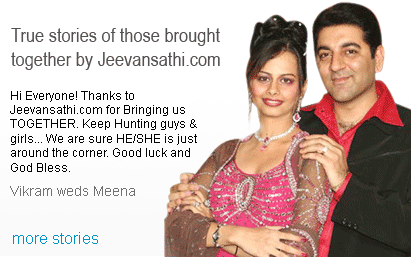 True stories of those brought
together by Jeevansathi.com
Hi Everyone! Thanks to
Jeevansathi.com for Bringing us
TOGETHER. Keep Hunting guys &
girls... We are sure HE/SHE is just
around the corner. Good luck and
God Bless.
Vikram weds Meena
more stories